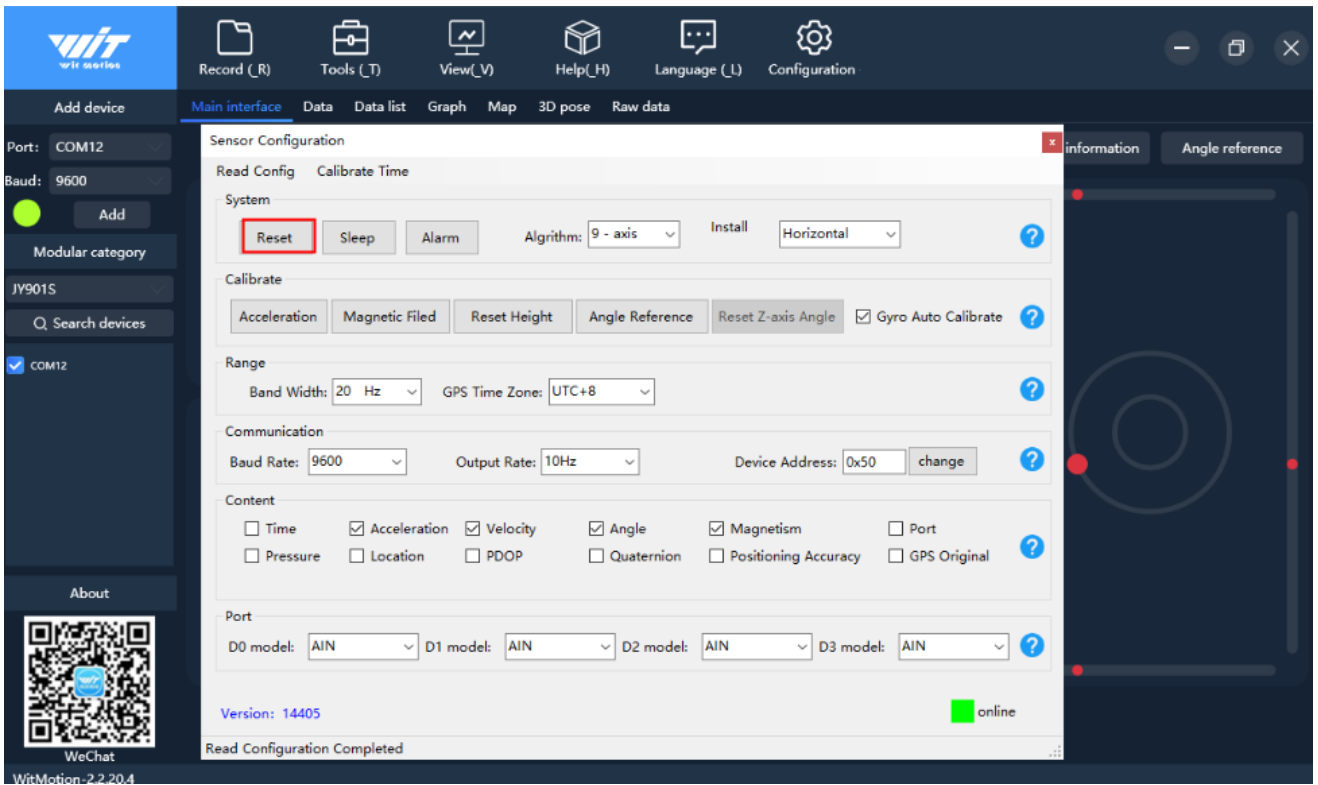 WiT
wit motion
Record (_R) Tools (_T) View(_V) Help(_H) Language (_L) Configuration
Add device
Main interface Data Data list Graph Map 3D pose Raw data
Port: COM12
Baud: 9600
Add
Modular category
JY901S
Search devices
COM12
About
WeChat
WitMotion-2.2.20.4
information Angle reference
Sensor Configuration
Read Config Calibrate Time
System
Reset Sleep Alarm Algrithm: 9 - axis Install Horizontal
Calibrate
Acceleration Magnetic Filed Reset Height Angle Reference Reset Z-axis Angle Gyro Auto Calibrate
Range
Band Width: 20 Hz GPS Time Zone: UTC+8
Communication
Baud Rate: 9600 Output Rate: 10Hz Device Address: 0x50 change
Content
Time Acceleration Velocity Angle Magnetism Port
Pressure Location PDOP Quaternion Positioning Accuracy GPS Original
Port
D0 model: AIN D1 model: AIN D2 model: AIN D3 model: AIN
Version: 14405
online
Read Configuration Completed